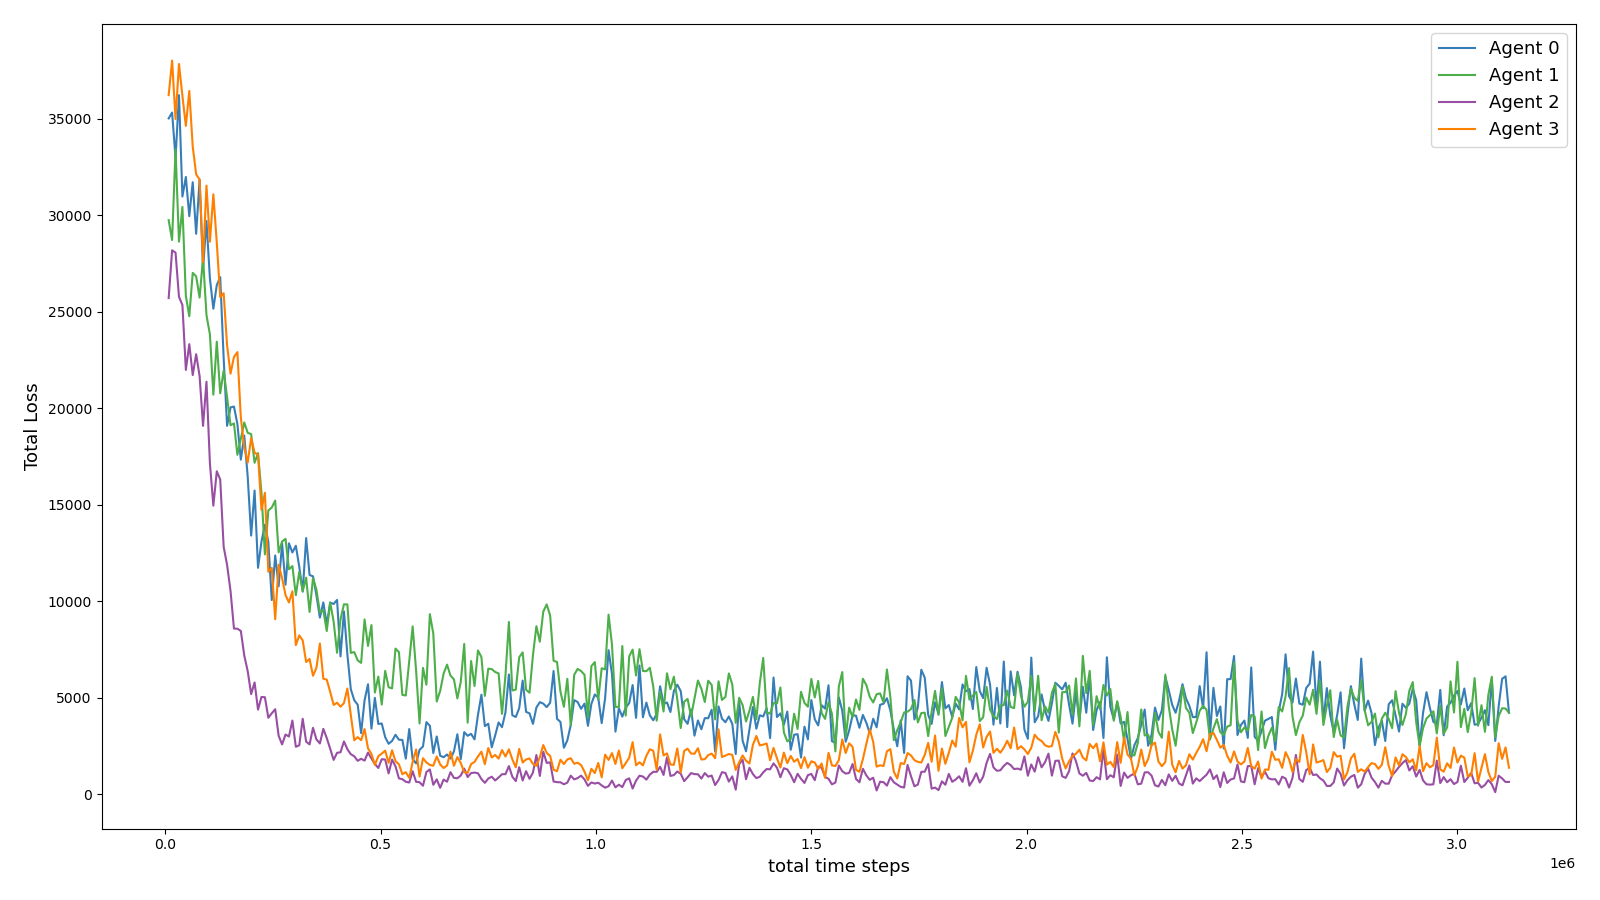 Agent 0
Agent 1
Agent 2
Agent 3
Total Loss
35000
30000
25000
20000
15000
10000
5000
0
0.0 0.5 1.0 1.5 2.0 2.5 3.0
1e6
total time steps